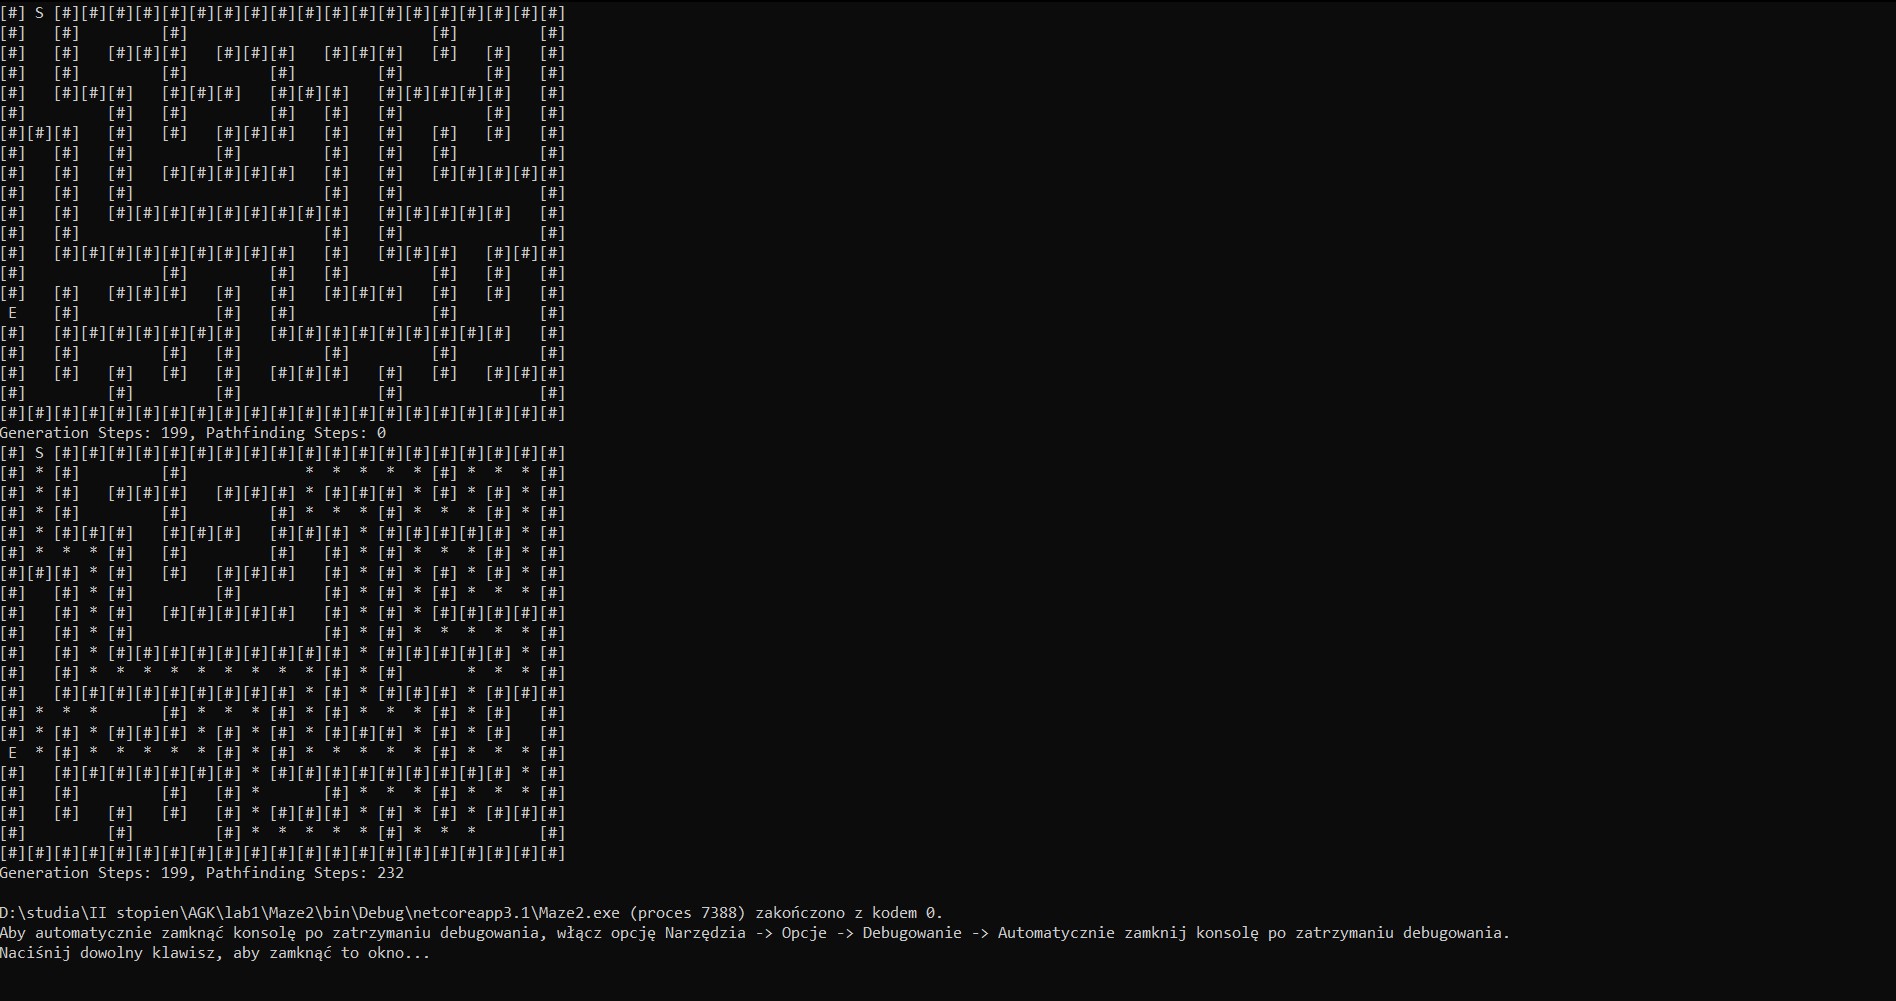 [#] S [#][#][#][#][#][#][#][#][#][#][#][#][#][#][#][#][#][#][#]
[#]   [#]         [#]                           [#]         [#]
[#]   [#]   [#][#][#]   [#][#][#]   [#][#][#]   [#]   [#]   [#]
[#]   [#]         [#]         [#]         [#]         [#]   [#]
[#]   [#][#][#]   [#][#][#]   [#][#][#]   [#][#][#][#][#]   [#]
[#]         [#]   [#]         [#]   [#]   [#]         [#]   [#]
[#][#][#]   [#]   [#]   [#][#][#]   [#]   [#]   [#]   [#]   [#]
[#]   [#]   [#]         [#]         [#]   [#]   [#]         [#]
[#]   [#]   [#]   [#][#][#][#][#]   [#]   [#]   [#][#][#][#][#]
[#]   [#]   [#]                     [#]   [#]               [#]
[#]   [#]   [#][#][#][#][#][#][#][#][#]   [#][#][#][#][#]   [#]
[#]   [#]                           [#]   [#]               [#]
[#]   [#][#][#][#][#][#][#][#][#]   [#]   [#][#][#]   [#][#][#]
[#]               [#]         [#]   [#]         [#]   [#]   [#]
[#]   [#]   [#][#][#]   [#]   [#]   [#][#][#]   [#]   [#]   [#]
 E    [#]               [#]   [#]               [#]         [#]
[#]   [#][#][#][#][#][#][#]   [#][#][#][#][#][#][#][#][#]   [#]
[#]   [#]         [#]   [#]         [#]         [#]         [#]
[#]   [#]   [#]   [#]   [#]   [#][#][#]   [#]   [#]   [#][#][#]
[#]         [#]         [#]               [#]               [#]
[#][#][#][#][#][#][#][#][#][#][#][#][#][#][#][#][#][#][#][#][#]
Generation Steps: 199, Pathfinding Steps: 0
[#] S [#][#][#][#][#][#][#][#][#][#][#][#][#][#][#][#][#][#][#]
[#] * [#]         [#]             *  *  *  *  * [#] *  *  * [#]
[#] * [#]   [#][#][#]   [#][#][#] * [#][#][#] * [#] * [#] * [#]
[#] * [#]         [#]         [#] *  *  * [#] *  *  * [#] * [#]
[#] * [#][#][#]   [#][#][#]   [#][#][#] * [#][#][#][#][#] * [#]
[#] *  *  * [#]   [#]         [#]   [#] * [#] *  *  * [#] * [#]
[#][#][#] * [#]   [#]   [#][#][#]   [#] * [#] * [#] * [#] * [#]
[#]   [#] * [#]         [#]         [#] * [#] * [#] *  *  * [#]
[#]   [#] * [#]   [#][#][#][#][#]   [#] * [#] * [#][#][#][#][#]
[#]   [#] * [#]                     [#] * [#] *  *  *  *  * [#]
[#]   [#] * [#][#][#][#][#][#][#][#][#] * [#][#][#][#][#] * [#]
[#]   [#] *  *  *  *  *  *  *  *  * [#] * [#]       *  *  * [#]
[#]   [#][#][#][#][#][#][#][#][#] * [#] * [#][#][#] * [#][#][#]
[#] *  *  *       [#] *  *  * [#] * [#] *  *  * [#] * [#]   [#]
[#] * [#] * [#][#][#] * [#] * [#] * [#][#][#] * [#] * [#]   [#]
 E  * [#] *  *  *  *  * [#] * [#] *  *  *  *  * [#] *  *  * [#]
[#]   [#][#][#][#][#][#][#] * [#][#][#][#][#][#][#][#][#] * [#]
[#]   [#]         [#]   [#] *       [#] *  *  * [#] *  *  * [#]
[#]   [#]   [#]   [#]   [#] * [#][#][#] * [#] * [#] * [#][#][#]
[#]         [#]         [#] *  *  *  *  * [#] *  *  *       [#]
[#][#][#][#][#][#][#][#][#][#][#][#][#][#][#][#][#][#][#][#][#]
Generation Steps: 199, Pathfinding Steps: 232
D:\studia\II stopien\AGK\lab1\Maze2\bin\Debug\netcoreapp3.1\Maze2.exe (proces 7388) zakończono z kodem 0.
Aby automatycznie zamknąć konsolę po zatrzymaniu debugowania, włącz opcję Narzędzia -> Opcje -> Debugowanie -> Automatycznie zamknij konsolę po zatrzymaniu debugowania.
Naciśnij dowolny klawisz, aby zamknąć to okno...